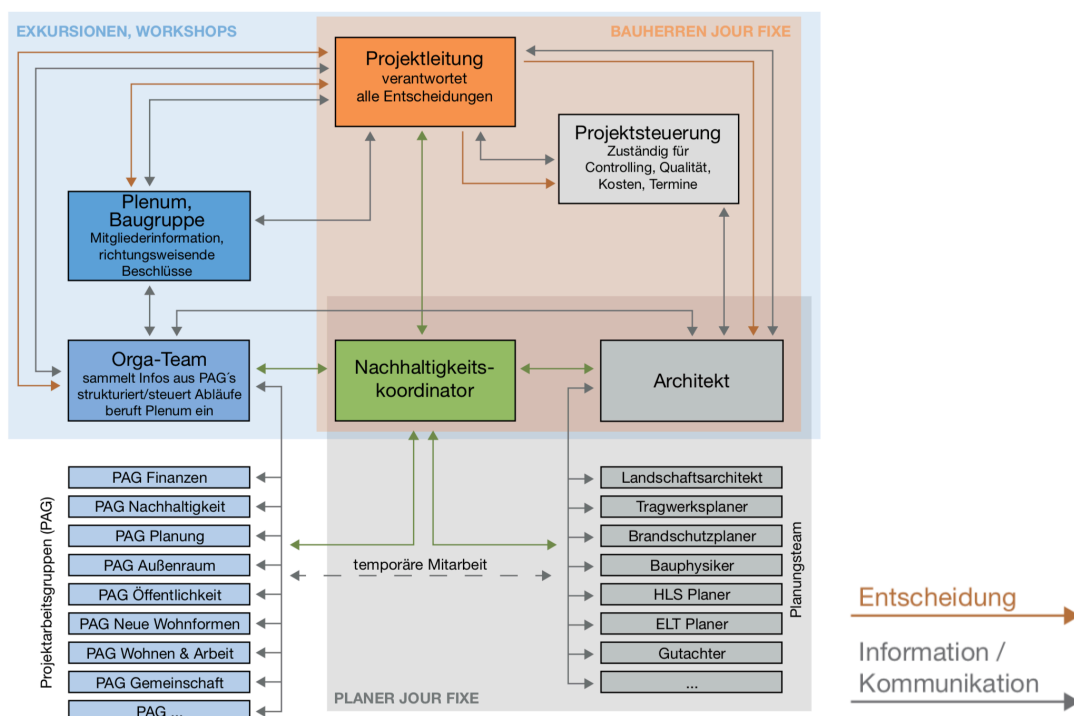 EXKURSIONEN, WORKSHOPS
BAUHERREN JOUR FIXE
Projektleitung
verantwortet
alle Entscheidungen
Projektsteuerung
Zuständig für
Controlling, Qualität,
Kosten, Termine
Plenum,
Baugruppe
Mitgliederinformation,
richtungsweisende
Beschlüsse
Orga-Team
sammelt Infos aus PAG´s
strukturiert/steuert Abläufe
beruft Plenum ein
Nachhaltigkeits-
koordinator
Architekt
Projektarbeitsgruppen (PAG)
PAG Finanzen
PAG Nachhaltigkeit
PAG Planung
PAG Außenraum
PAG Öffentlichkeit
PAG Neue Wohnformen
PAG Wohnen & Arbeit
PAG Gemeinschaft
PAG ...
temporäre Mitarbeit
Landschaftsarchitekt
Tragwerksplaner
Brandschutzplaner
Bauphysiker
HLS Planer
ELT Planer
Gutachter
...
Planungsteam
PLANER JOUR FIXE
Entscheidung
Information /
Kommunikation